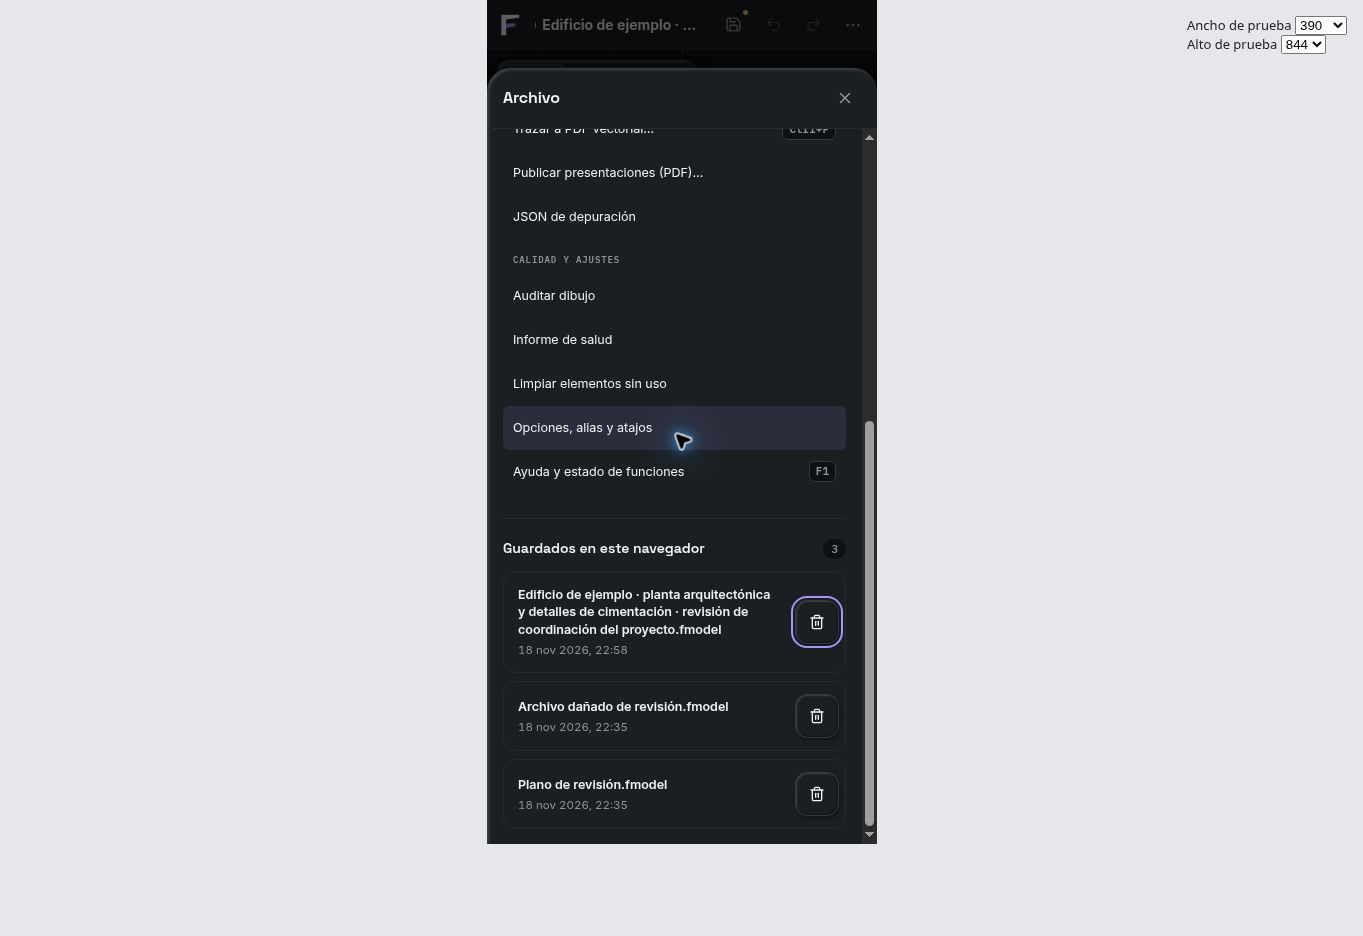 Edificio de ejemplo · ...
Ancho de prueba 390
Alto de prueba 844
Archivo
Trazar a PDF vectorial... Ctrl+P
Publicar presentaciones (PDF)...
JSON de depuración
CALIDAD Y AJUSTES
Auditar dibujo
Informe de salud
Limpiar elementos sin uso
Opciones, alias y atajos
Ayuda y estado de funciones F1
Guardados en este navegador 3
Edificio de ejemplo · planta arquitectónica
y detalles de cimentación · revisión de
coordinación del proyecto.fmodel
18 nov 2026, 22:58
Archivo dañado de revisión.fmodel
18 nov 2026, 22:35
Plano de revisión.fmodel
18 nov 2026, 22:35